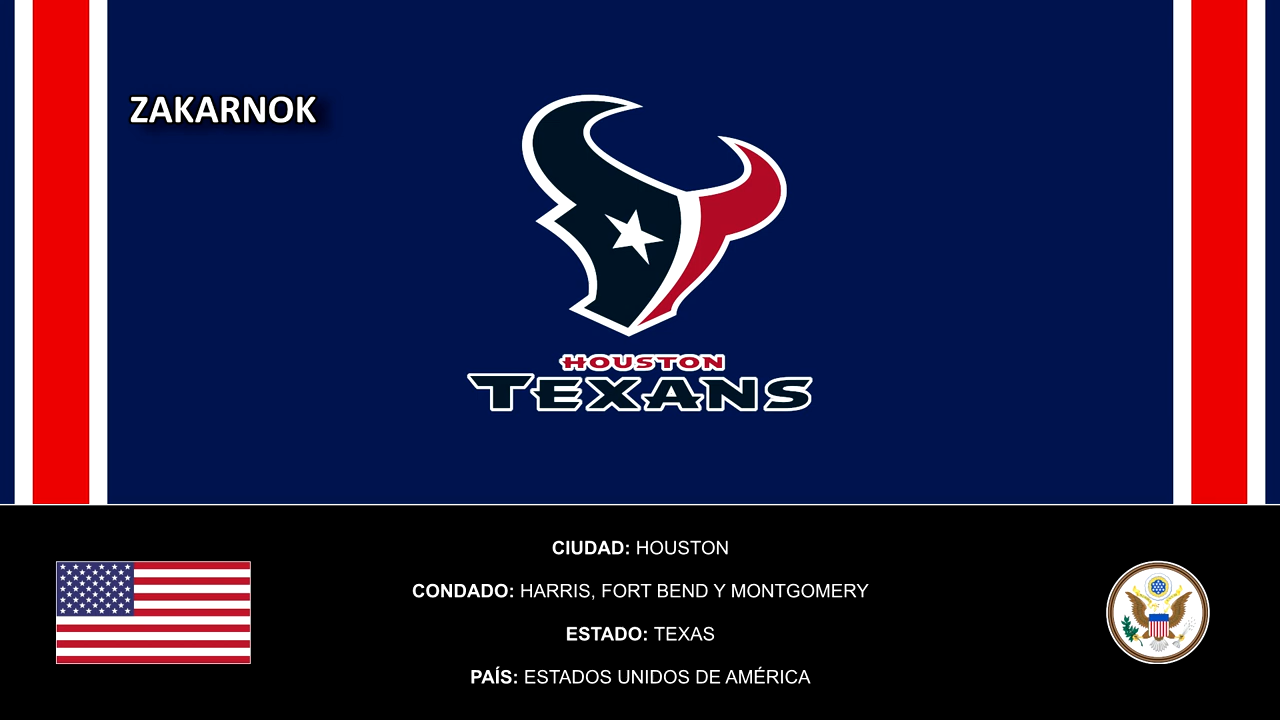 ZAKARNOK
HOUSTON
TEXANS
CIUDAD: HOUSTON
CONDADO: HARRIS, FORT BEND Y MONTGOMERY
ESTADO: TEXAS
PAÍS: ESTADOS UNIDOS DE AMÉRICA